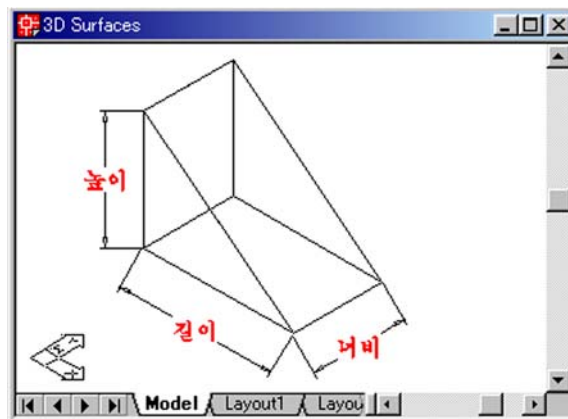 3D Surfaces
높이
길이
너비
Model
Layout1
Layou